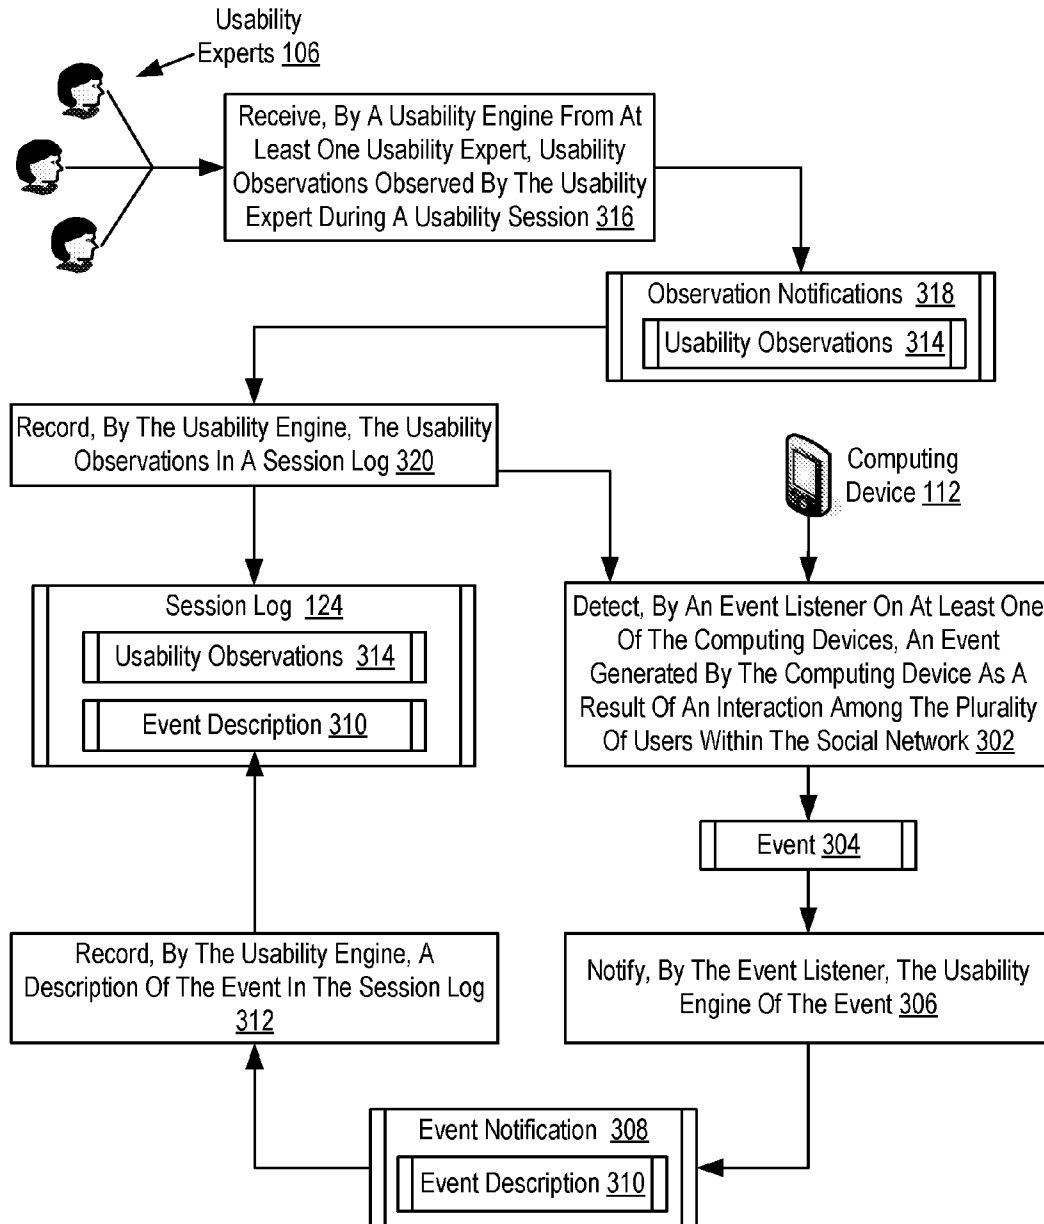 Usability
Experts 106
Receive, By A Usability Engine From At
Least One Usability Expert, Usability
Observations Observed By The Usability
Expert During A Usability Session 316
Observation Notifications 318
Usability Observations 314
Record, By The Usability Engine, The Usability
Observations In A Session Log 320
Computing
Device 112
Session Log 124
Usability Observations 314
Event Description 310
Detect, By An Event Listener On At Least One
Of The Computing Devices, An Event
Generated By The Computing Device As A
Result Of An Interaction Among The Plurality
Of Users Within The Social Network 302
Event 304
Record, By The Usability Engine, A
Description Of The Event In The Session Log
312
Notify, By The Event Listener, The Usability
Engine Of The Event 306
Event Notification 308
Event Description 310